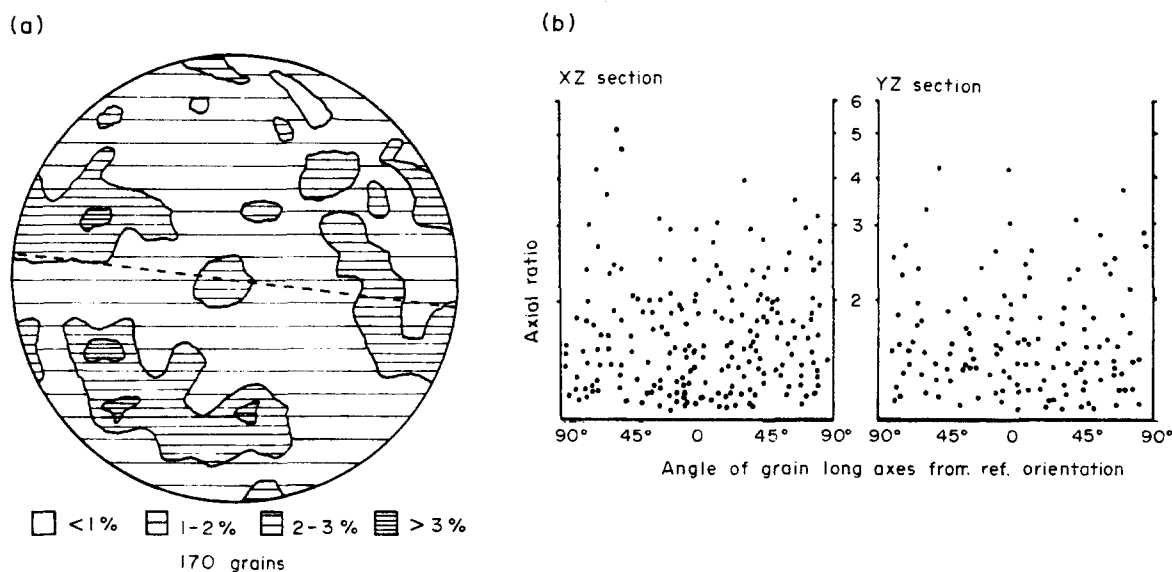 (a)
<1%
1-2%
2-3%
>3%
170 grains
(b)
XZ section
YZ section
Axial ratio
6
5
4
3
2
90° 45° 0 45° 90°
90° 45° 0 45° 90°
Angle of grain long axes from. ref. orientation